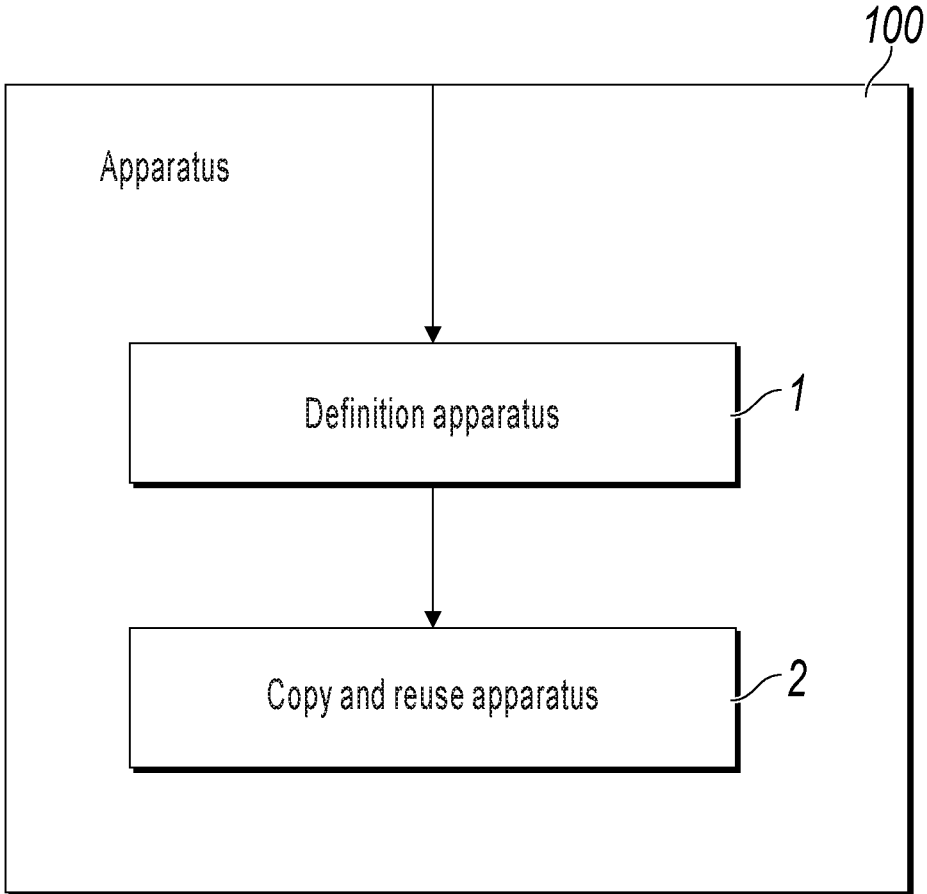 100
Apparatus
Definition apparatus
1
Copy and reuse apparatus
2